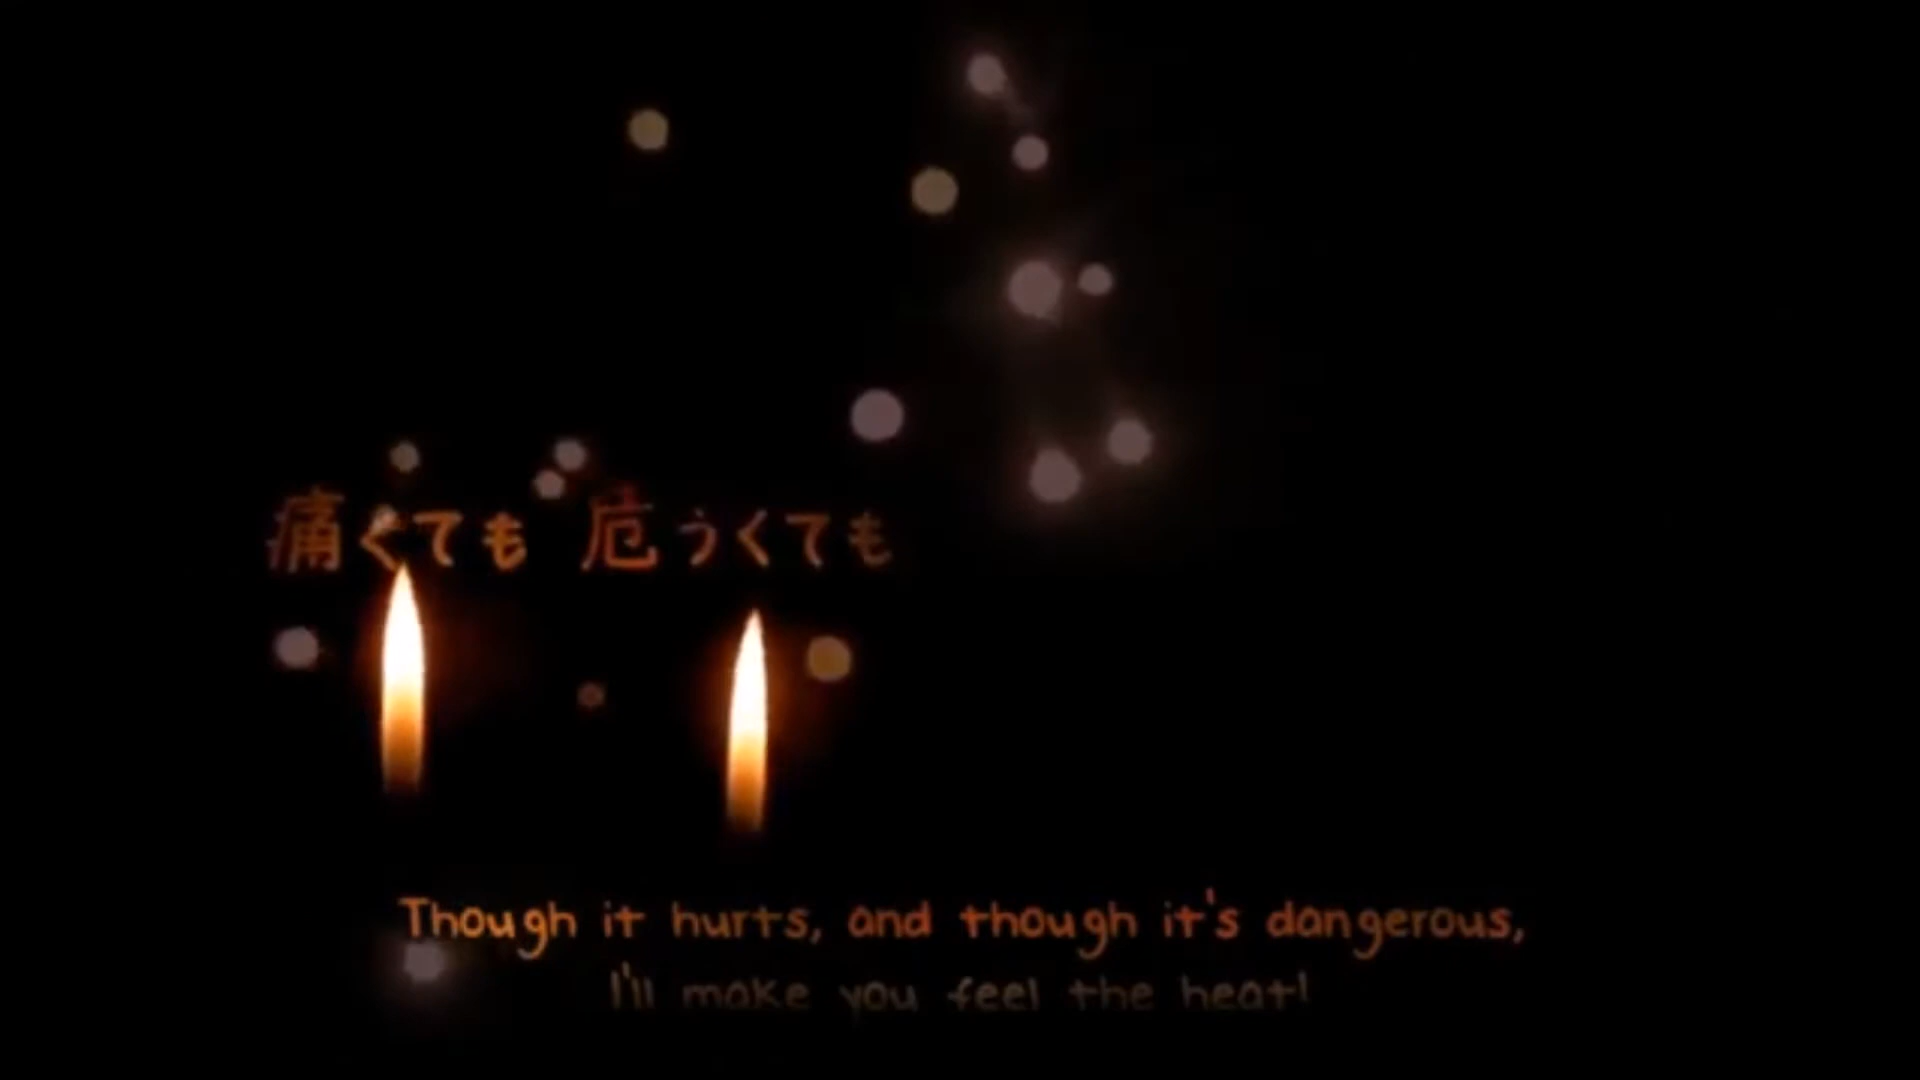 痛くても 危うくても
Though it hurts, and though it's dangerous,
I'll make you feel the heat!